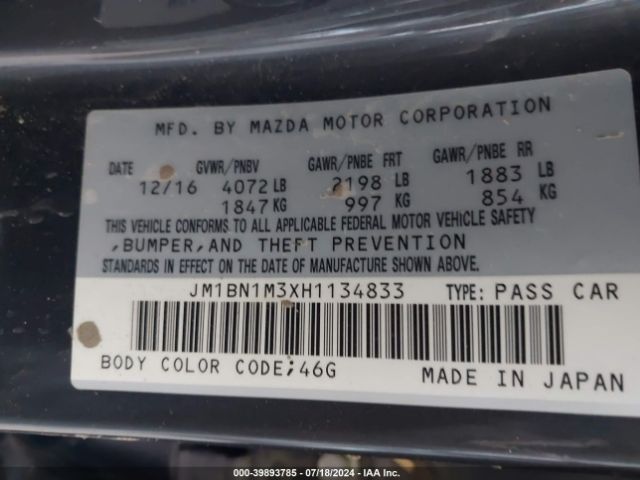 MFD. BY MAZDA MOTOR CORPORATION
DATE GVWR/PNBV GAWR/PNBE FRT GAWR/PNBE RR
12/16 4072 LB 2198 LB 1883 LB
1847 KG 997 KG 854 KG
THIS VEHICLE CONFORMS TO ALL APPLICABLE FEDERAL MOTOR VEHICLE SAFETY
,BUMPER,AND THEFT PREVENTION
STANDARDS IN EFFECT ON THE DATE OF MANUFACTURE SHOWN ABOVE.
JM1BN1M3XH1134833 TYPE: PASS CAR
BODY COLOR CODE;46G MADE IN JAPAN
000-39893785 - 07/18/2024 - IAA Inc.